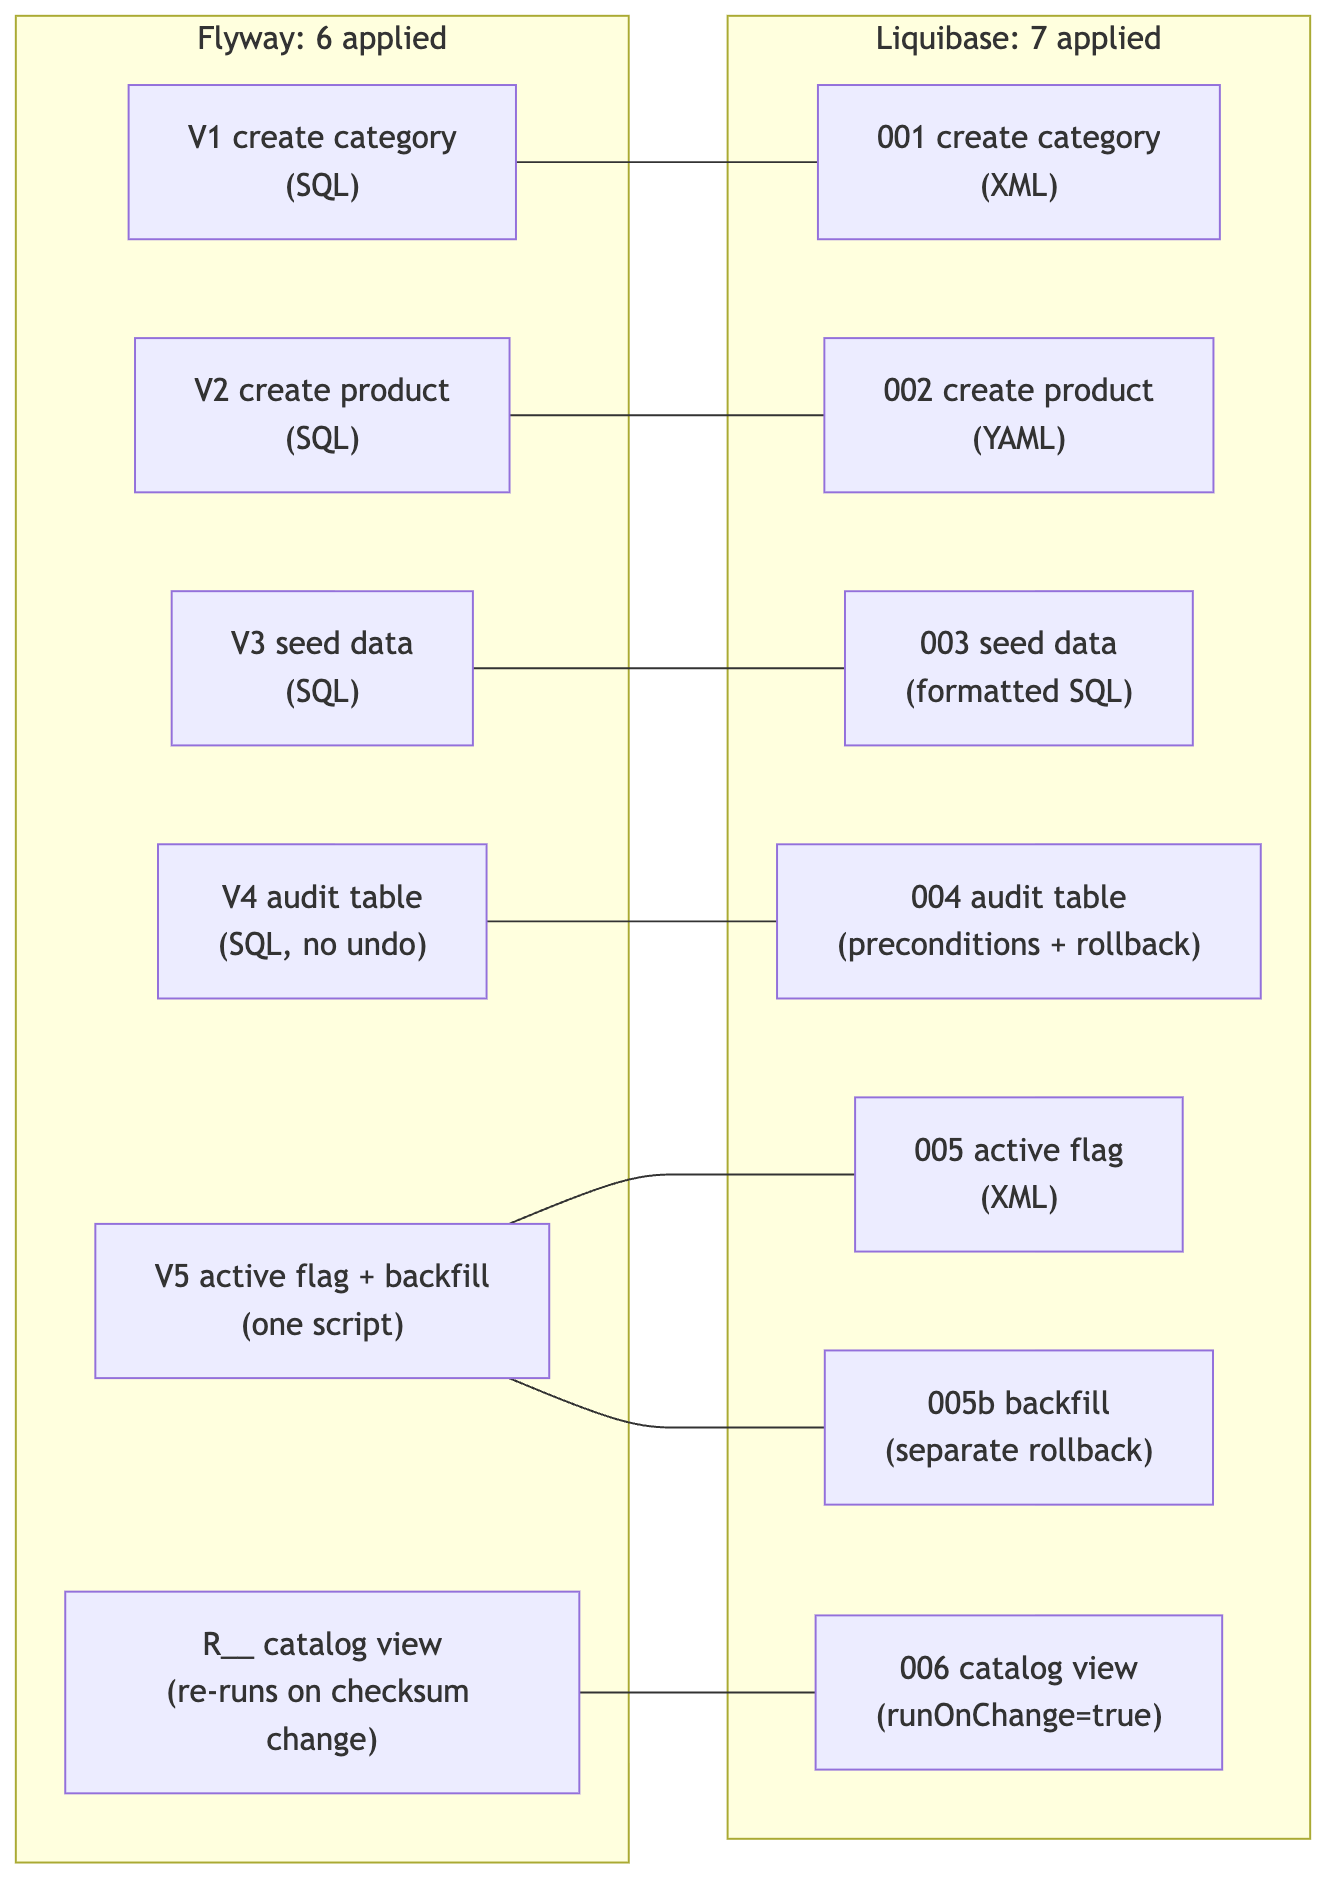 Flyway: 6 applied
V1 create category
(SQL)
V2 create product
(SQL)
V3 seed data
(SQL)
V4 audit table
(SQL, no undo)
V5 active flag + backfill
(one script)
R__ catalog view
(re-runs on checksum
change)
Liquibase: 7 applied
001 create category
(XML)
002 create product
(YAML)
003 seed data
(formatted SQL)
004 audit table
(preconditions + rollback)
005 active flag
(XML)
005b backfill
(separate rollback)
006 catalog view
(runOnChange=true)